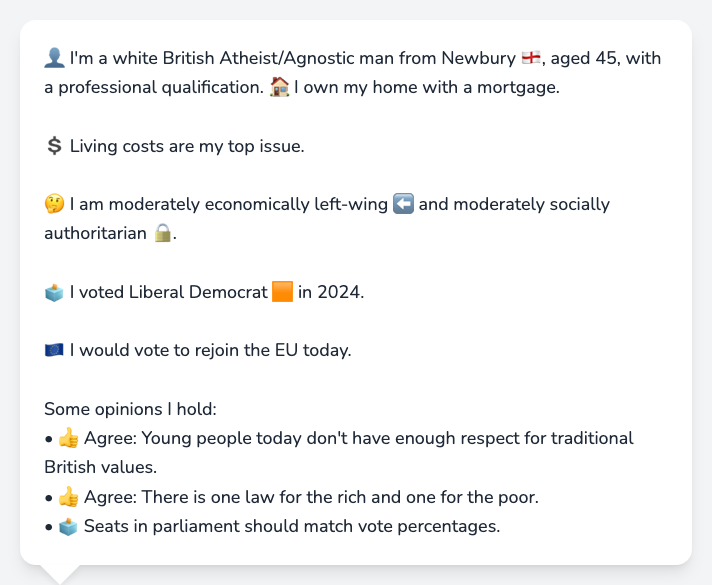 👤 I'm a white British Atheist/Agnostic man from Newbury 🏴󠁧󠁢󠁥󠁮󠁧󠁿, aged 45, with
a professional qualification. 🏠 I own my home with a mortgage.
💲 Living costs are my top issue.
🤔 I am moderately economically left-wing ⬅️ and moderately socially
authoritarian 🔒.
🗳️ I voted Liberal Democrat 🟧 in 2024.
🇪🇺 I would vote to rejoin the EU today.
Some opinions I hold:
• 👍 Agree: Young people today don't have enough respect for traditional
British values.
• 👍 Agree: There is one law for the rich and one for the poor.
• 🗳️ Seats in parliament should match vote percentages.